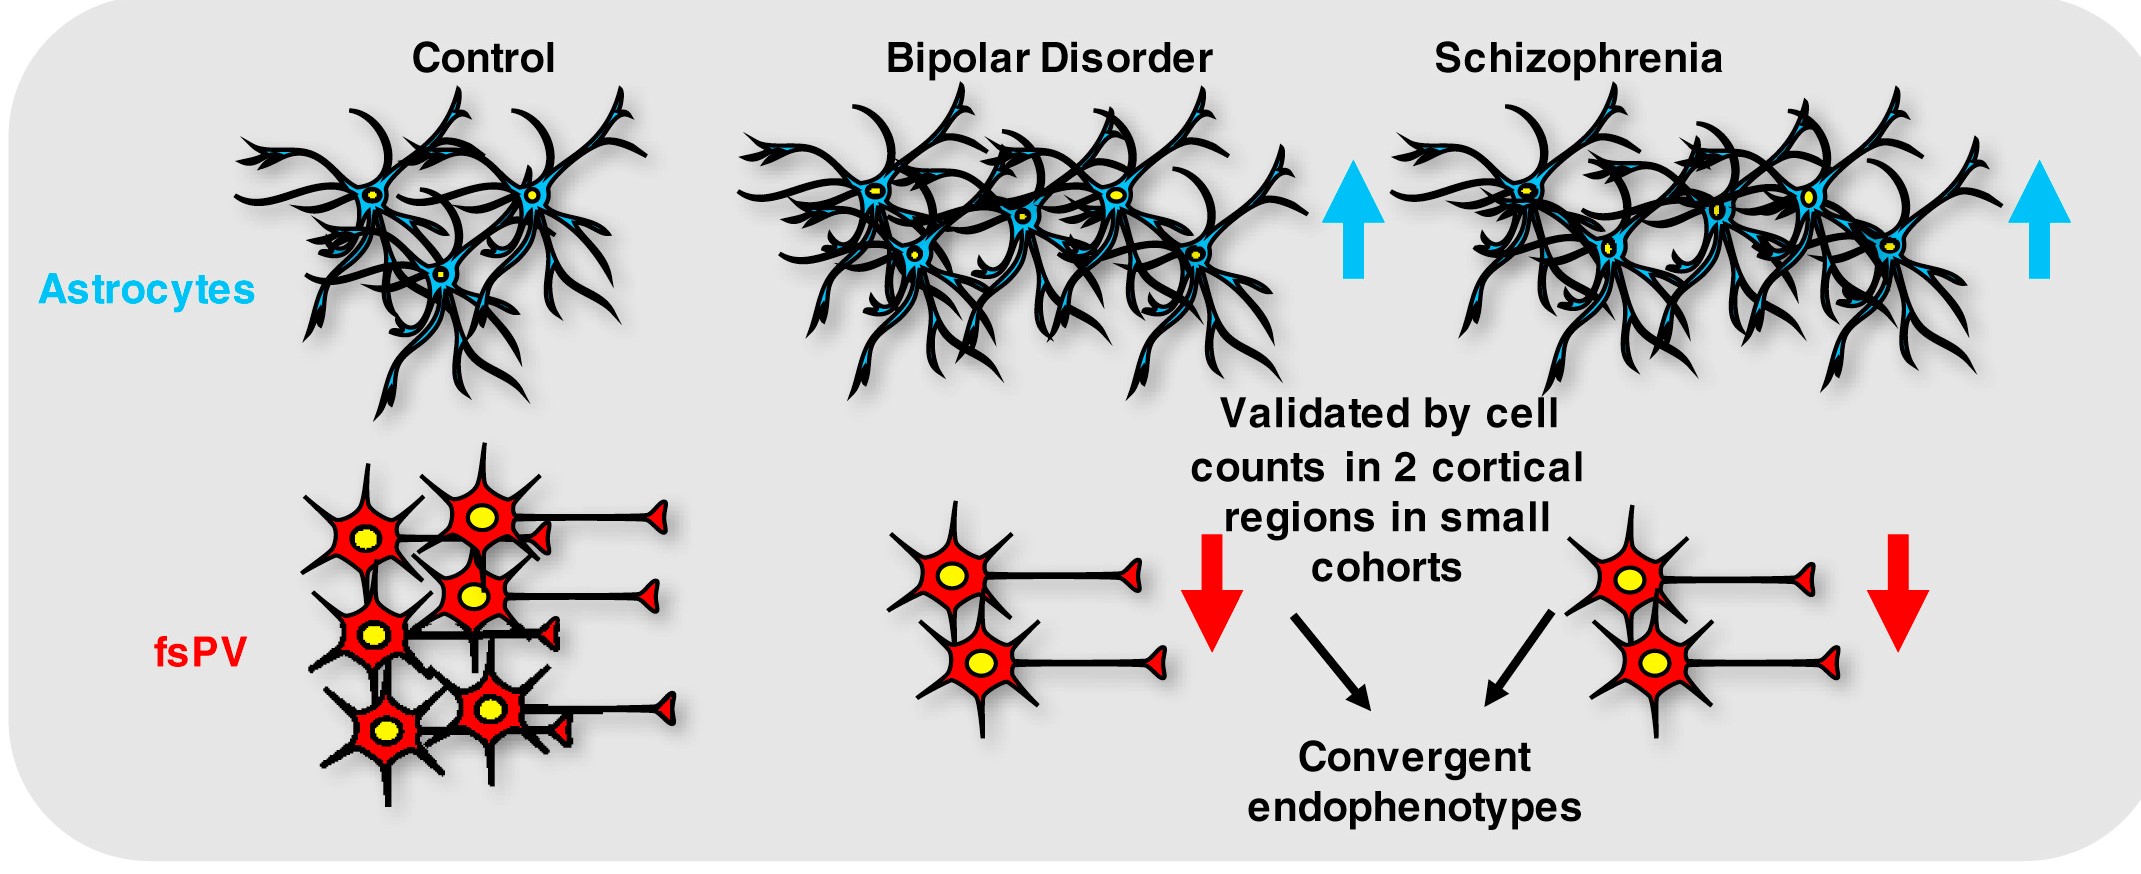 Control
Bipolar Disorder
Schizophrenia
Astrocytes
Validated by cell
counts in 2 cortical
regions in small
cohorts
fsPV
Convergent
endophenotypes